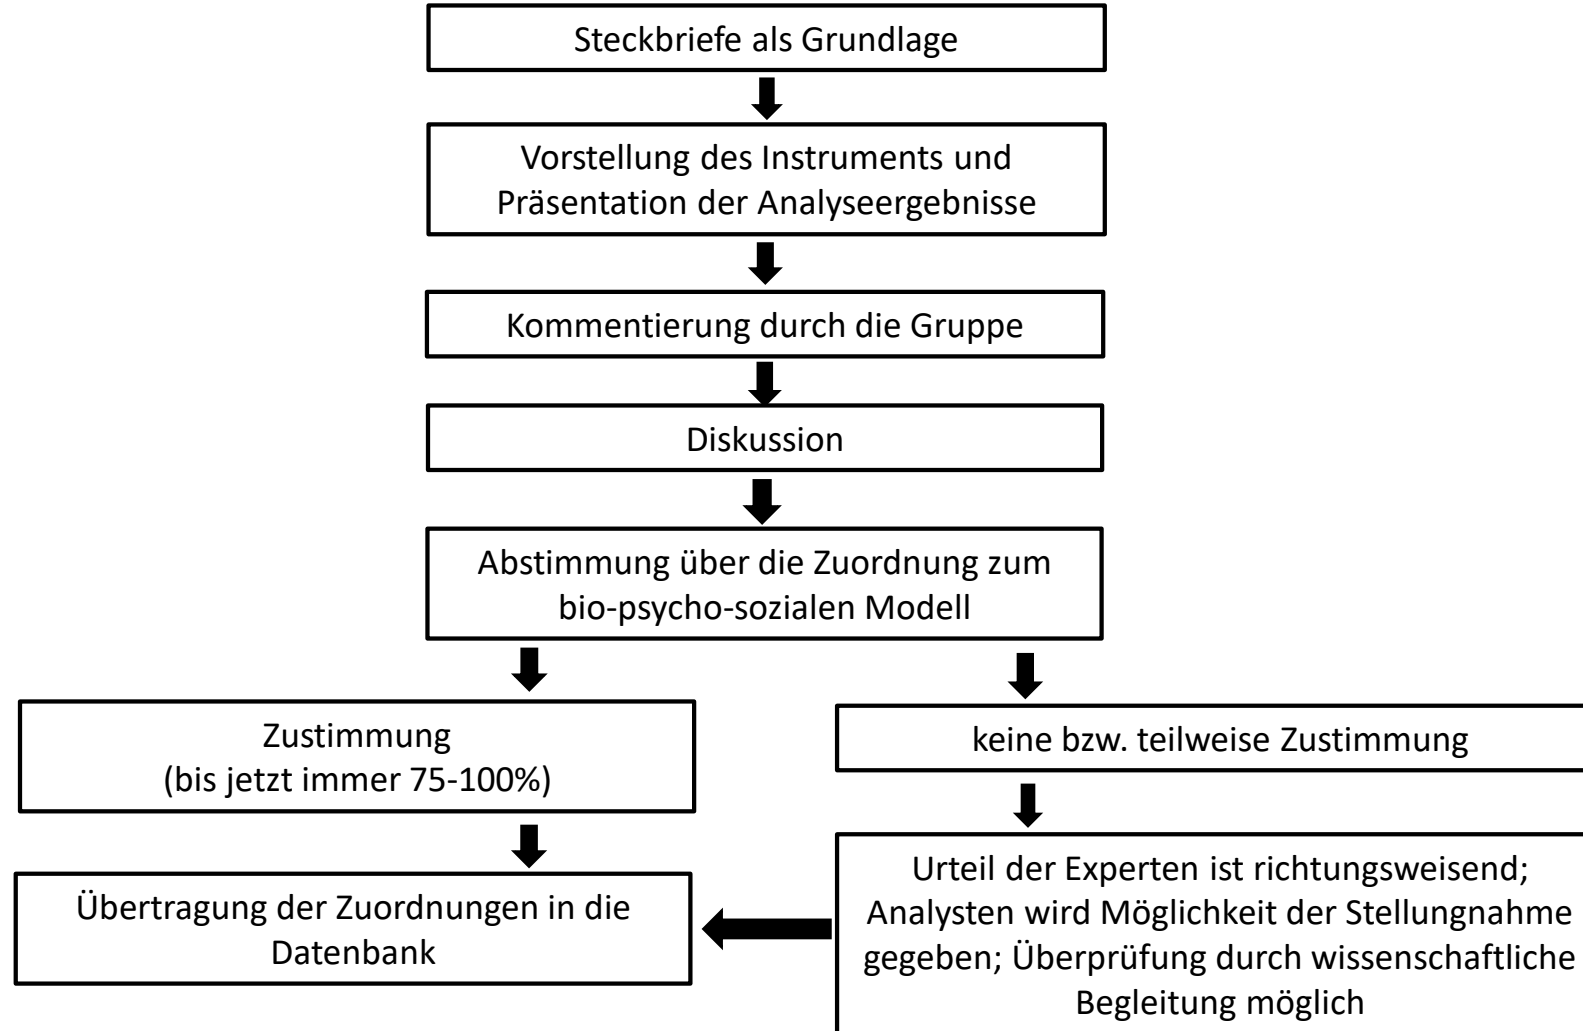 Steckbriefe als Grundlage
Vorstellung des Instruments und
Präsentation der Analyseergebnisse
Kommentierung durch die Gruppe
Diskussion
Abstimmung über die Zuordnung zum
bio-psycho-sozialen Modell
Zustimmung
(bis jetzt immer 75-100%)
keine bzw. teilweise Zustimmung
Übertragung der Zuordnungen in die
Datenbank
Urteil der Experten ist richtungsweisend;
Analysten wird Möglichkeit der Stellungnahme
gegeben; Überprüfung durch wissenschaftliche
Begleitung möglich